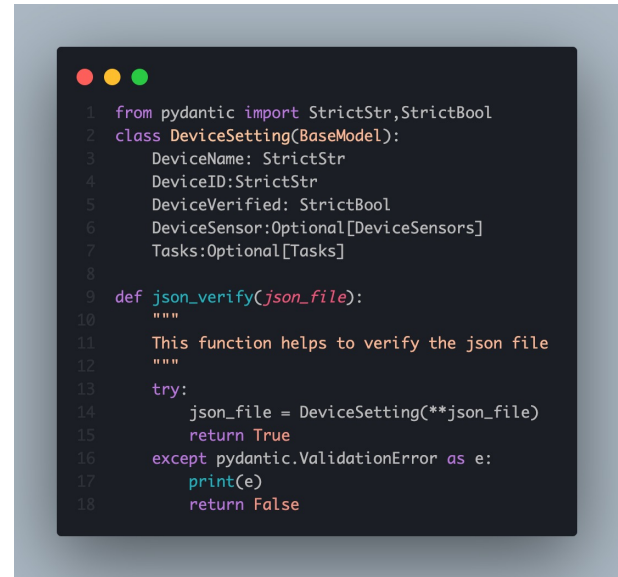 1 from pydantic import StrictStr,StrictBool
2 class DeviceSetting(BaseModel):
3     DeviceName: StrictStr
4     DeviceID:StrictStr
5     DeviceVerified: StrictBool
6     DeviceSensor:Optional[DeviceSensors]
7     Tasks:Optional[Tasks]
8
9 def json_verify(json_file):
10     """
11     This function helps to verify the json file
12     """
13     try:
14         json_file = DeviceSetting(**json_file)
15         return True
16     except pydantic.ValidationError as e:
17         print(e)
18         return False